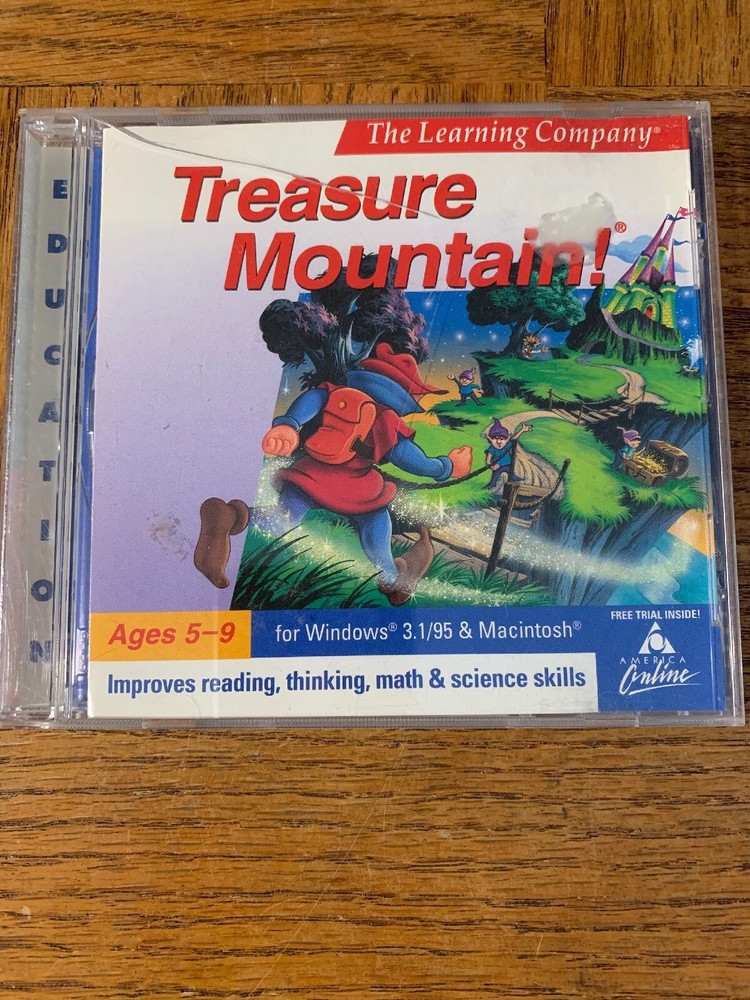 The Learning Company®
Treasure
Mountain!®
EDUCATION
Ages 5–9
for Windows® 3.1/95 & Macintosh®
Improves reading, thinking, math & science skills
FREE TRIAL INSIDE!
AMERICA
Online